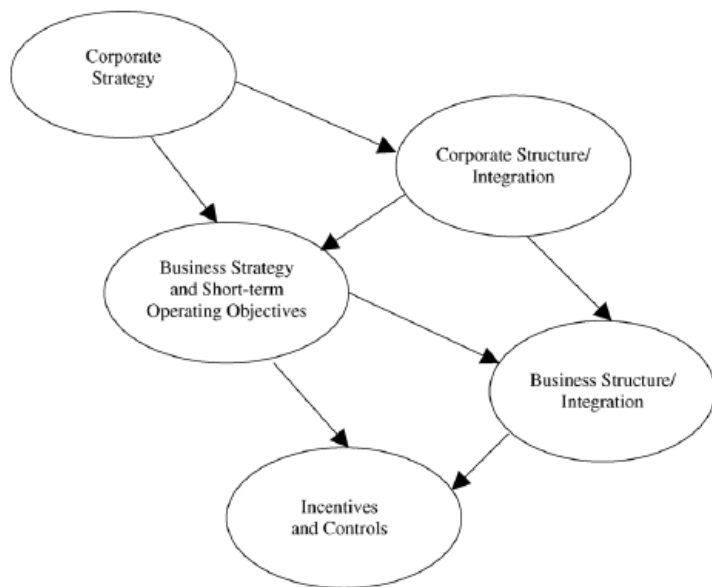 Corporate
Strategy
Corporate Structure/
Integration
Business Strategy
and Short-term
Operating Objectives
Business Structure/
Integration
Incentives
and Controls